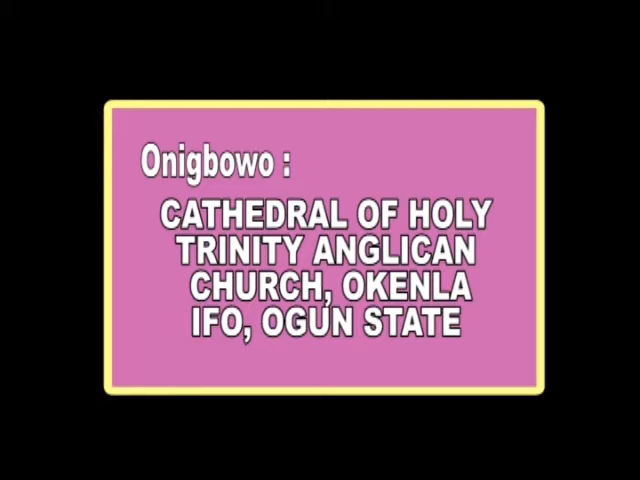 Onigbowo :
CATHEDRAL OF HOLY
TRINITY ANGLICAN
CHURCH, OKENLA
IFO, OGUN STATE